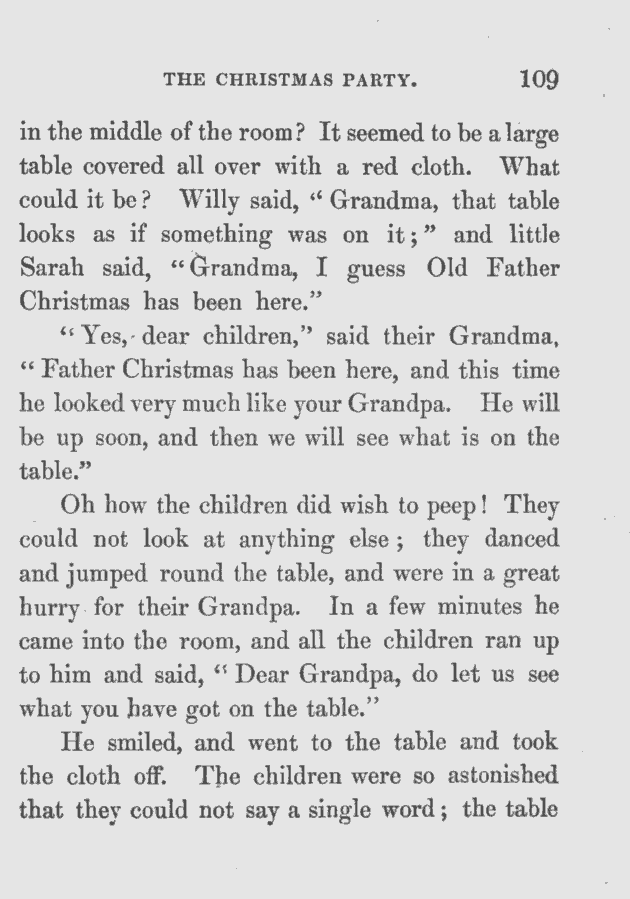 THE CHRISTMAS PARTY. 109
in the middle of the room? It seemed to be a large
table covered all over with a red cloth. What
could it be? Willy said, “ Grandma, that table
looks as if something was on it;” and little
Sarah said, “Grandma, I guess Old Father
Christmas has been here.”
“ Yes, dear children,” said their Grandma,
“ Father Christmas has been here, and this time
he looked very much like your Grandpa. He will
be up soon, and then we will see what is on the
table.”
Oh how the children did wish to peep! They
could not look at anything else; they danced
and jumped round the table, and were in a great
hurry for their Grandpa. In a few minutes he
came into the room, and all the children ran up
to him and said, “ Dear Grandpa, do let us see
what you have got on the table.”
He smiled, and went to the table and took
the cloth off. The children were so astonished
that they could not say a single word; the table